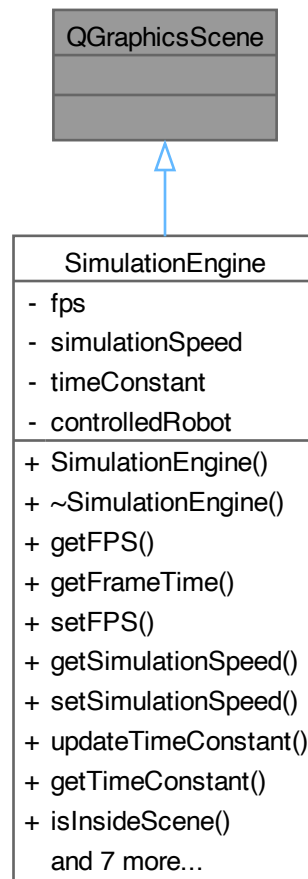 QGraphicsScene
SimulationEngine
- fps
- simulationSpeed
- timeConstant
- controlledRobot
+ SimulationEngine()
+ ~SimulationEngine()
+ getFPS()
+ getFrameTime()
+ setFPS()
+ getSimulationSpeed()
+ setSimulationSpeed()
+ updateTimeConstant()
+ getTimeConstant()
+ isInsideScene()
and 7 more...